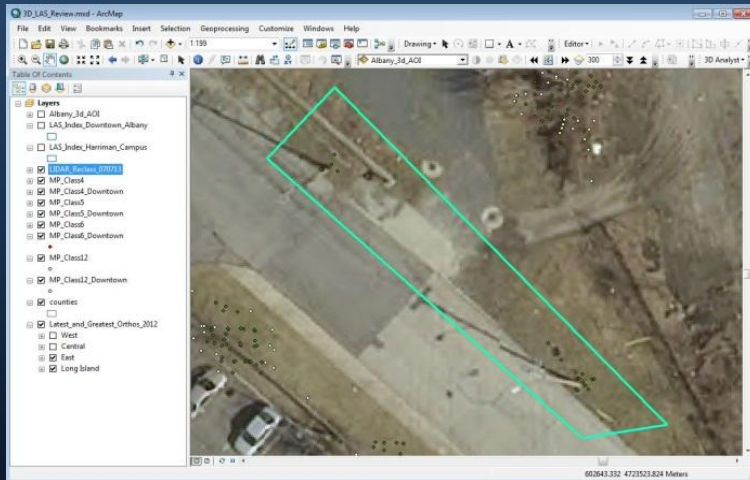 3D_LAS_Review.mxd - ArcMap
File Edit View Bookmarks Insert Selection Geoprocessing Customize Windows Help
1:199
Drawing
Editor
Albany_3d_AOI
300
3D Analyst
Table Of Contents
Layers
Albany_3d_AOI
LAS_Index_Downtown_Albany
LAS_Index_Harriman_Campus
LIDAR_Reclass_070713
MP_Class4
MP_Class4_Downtown
MP_Class5
MP_Class5_Downtown
MP_Class6
MP_Class6_Downtown
MP_Class12
MP_Class12_Downtown
counties
Latest_and_Greatest_Orthos_2012
West
Central
East
Long Island
602643.332 4723523.824 Meters